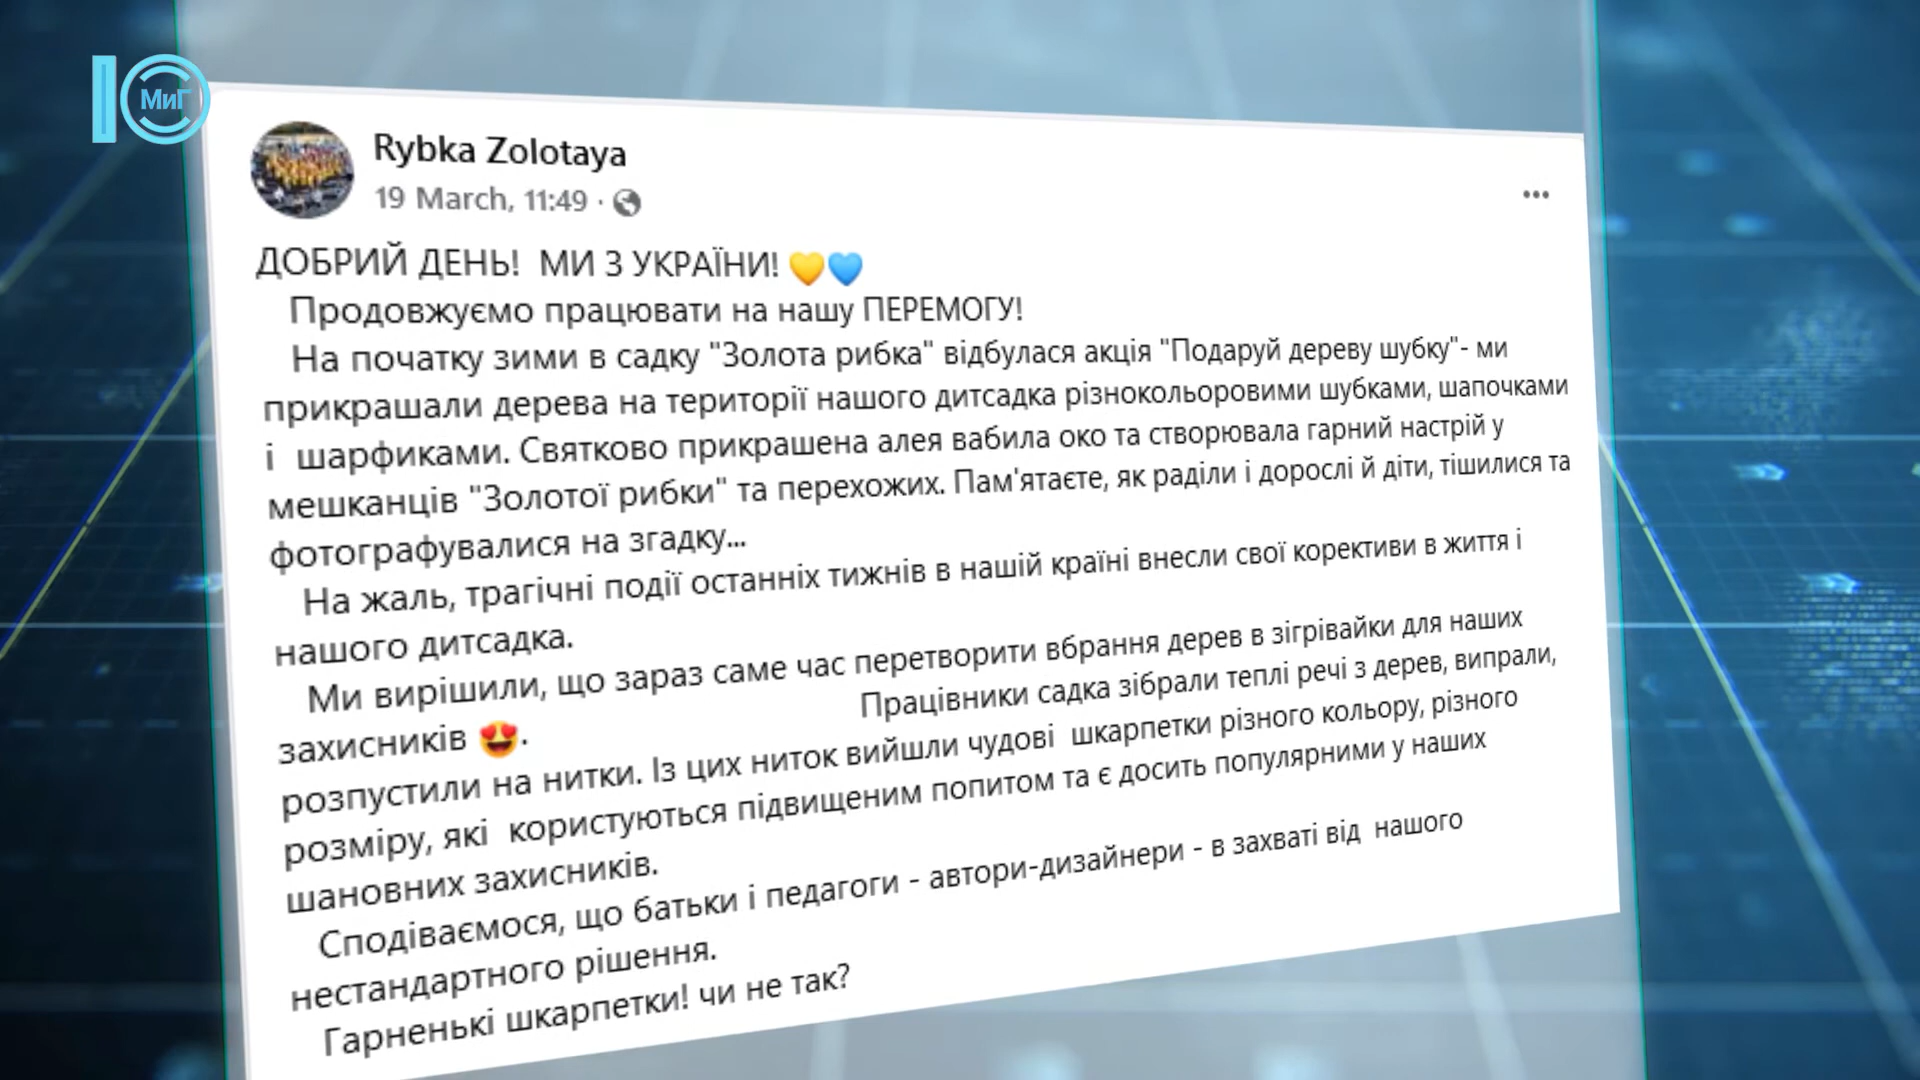 МиГ
Rybka Zolotaya
19 March, 11:49 ·
ДОБРИЙ ДЕНЬ! МИ З УКРАЇНИ! 💛💙
Продовжуємо працювати на нашу ПЕРЕМОГУ!
На початку зими в садку "Золота рибка" відбулася акція "Подаруй дереву шубку"- ми
прикрашали дерева на території нашого дитсадка різнокольоровими шубками, шапочками
і шарфиками. Святково прикрашена алея вабила око та створювала гарний настрій у
мешканців "Золотої рибки" та перехожих. Пам'ятаєте, як раділи і дорослі й діти, тішилися та
фотографувалися на згадку...
На жаль, трагічні події останніх тижнів в нашій країні внесли свої корективи в життя і
нашого дитсадка.
Ми вирішили, що зараз саме час перетворити вбрання дерев в зігрівайки для наших
захисників 😍. Працівники садка зібрали теплі речі з дерев, випрали,
розпустили на нитки. Із цих ниток вийшли чудові шкарпетки різного кольору, різного
розміру, які користуються підвищеним попитом та є досить популярними у наших
шановних захисників.
Сподіваємося, що батьки і педагоги - автори-дизайнери - в захваті від нашого
нестандартного рішення.
Гарненькі шкарпетки! чи не так?